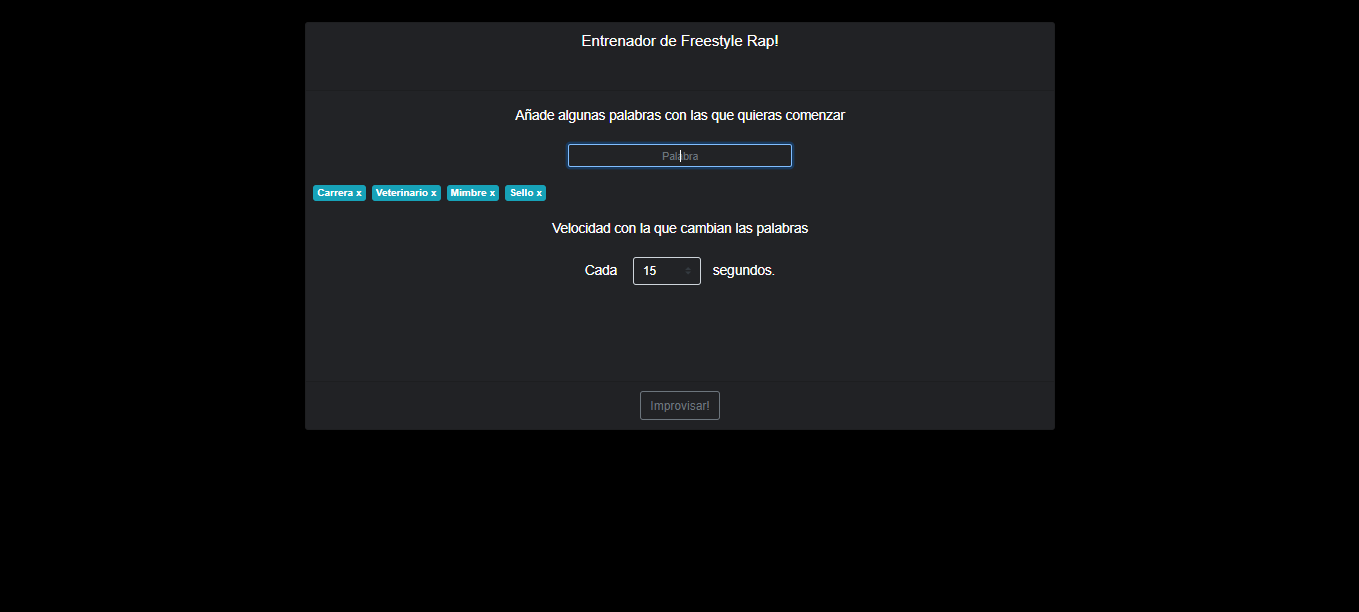 Entrenador de Freestyle Rap!
Añade algunas palabras con las que quieras comenzar
Palabra
Carrera x Veterinario x Mimbre x Sello x
Velocidad con la que cambian las palabras
Cada 15 segundos.
Improvisar!